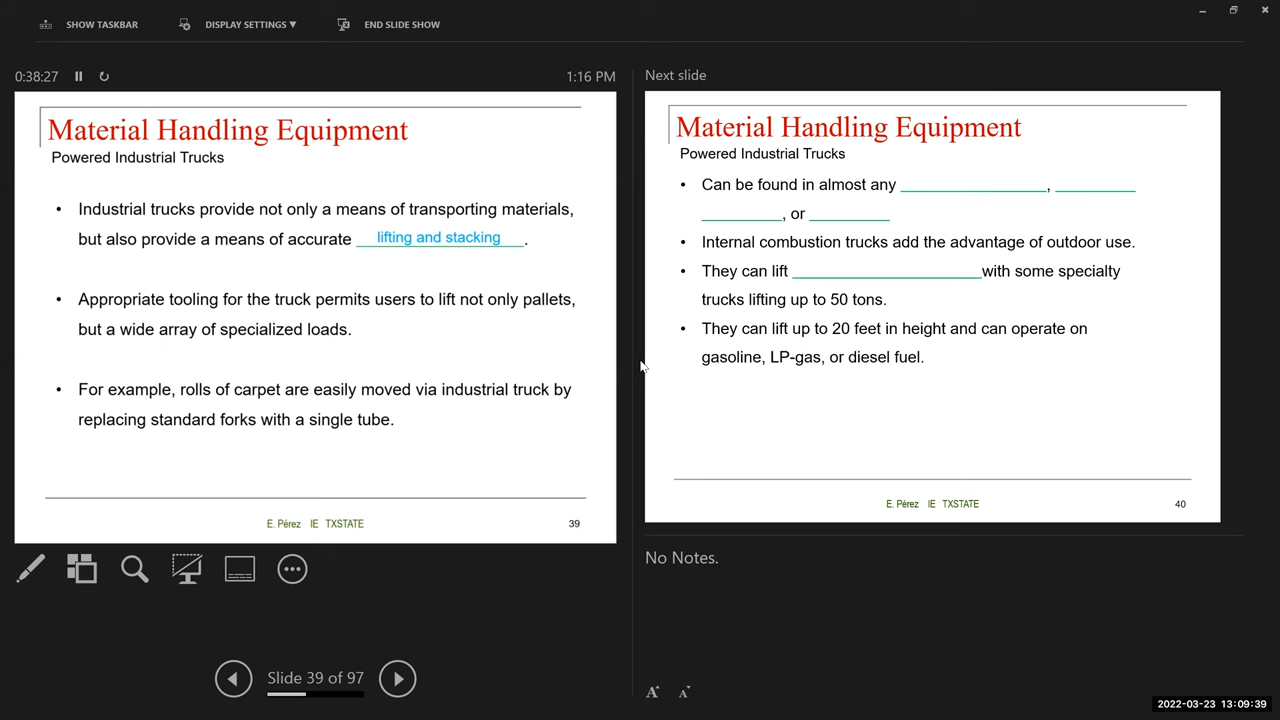 SHOW TASKBAR
DISPLAY SETTINGS ▼
END SLIDE SHOW
0:38:27
1:16 PM
Material Handling Equipment
Powered Industrial Trucks
• Industrial trucks provide not only a means of transporting materials,
but also provide a means of accurate lifting and stacking.
• Appropriate tooling for the truck permits users to lift not only pallets,
but a wide array of specialized loads.
• For example, rolls of carpet are easily moved via industrial truck by
replacing standard forks with a single tube.
E. Pérez IE TXSTATE
39
Slide 39 of 97
Next slide
Material Handling Equipment
Powered Industrial Trucks
• Can be found in almost any ________________, _________
_________, or _________
• Internal combustion trucks add the advantage of outdoor use.
• They can lift _____________________with some specialty
trucks lifting up to 50 tons.
• They can lift up to 20 feet in height and can operate on
gasoline, LP-gas, or diesel fuel.
E. Pérez IE TXSTATE
40
No Notes.
A A
2022-03-23 13:09:39